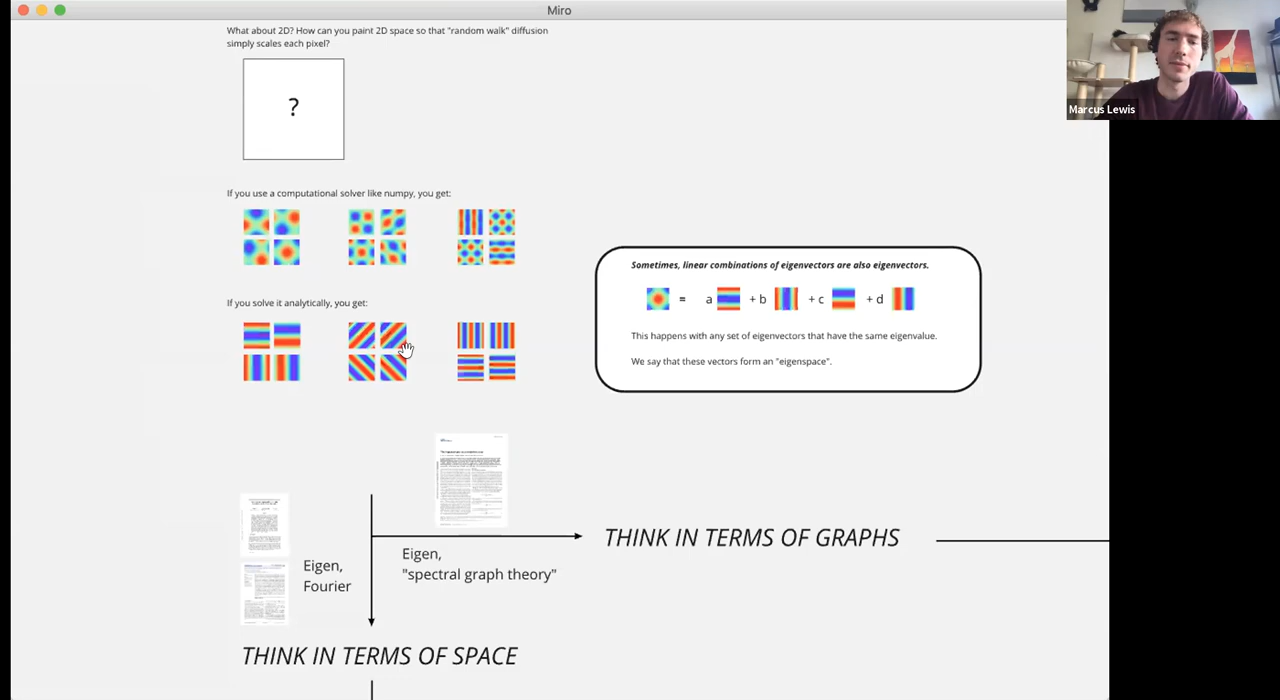 Miro
Marcus Lewis
What about 2D? How can you paint 2D space so that "random walk" diffusion
simply scales each pixel?
?
If you use a computational solver like numpy, you get:
If you solve it analytically, you get:
Sometimes, linear combinations of eigenvectors are also eigenvectors.
= a + b + c + d
This happens with any set of eigenvectors that have the same eigenvalue.
We say that these vectors form an "eigenspace".
Eigen,
"spectral graph theory"
THINK IN TERMS OF GRAPHS
Eigen,
Fourier
THINK IN TERMS OF SPACE